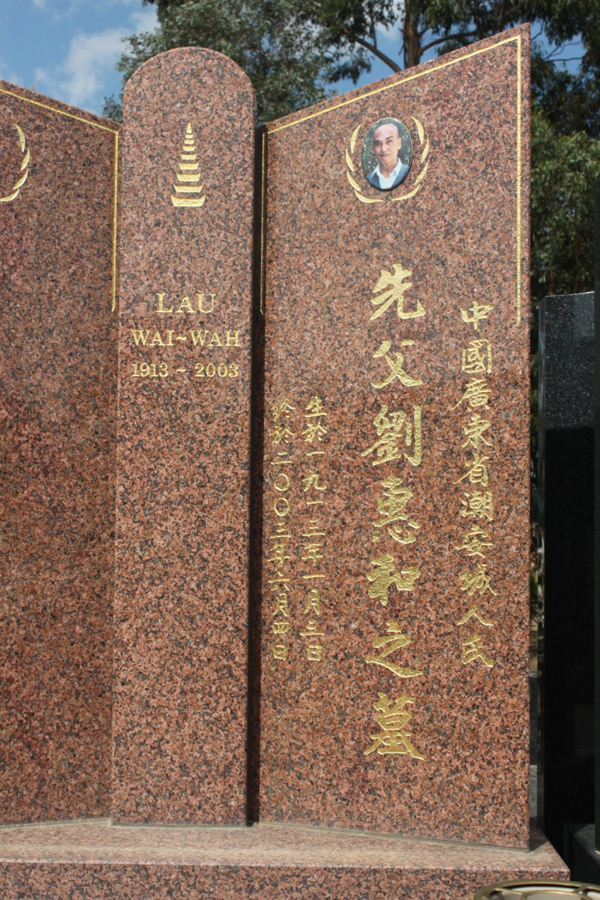 LAU
WAI~WAH
1913 ~ 2003
中國廣東省潮安城人民
先父劉惠和之墓
生於一九一三年一月三日
終於二〇〇三年六月四日